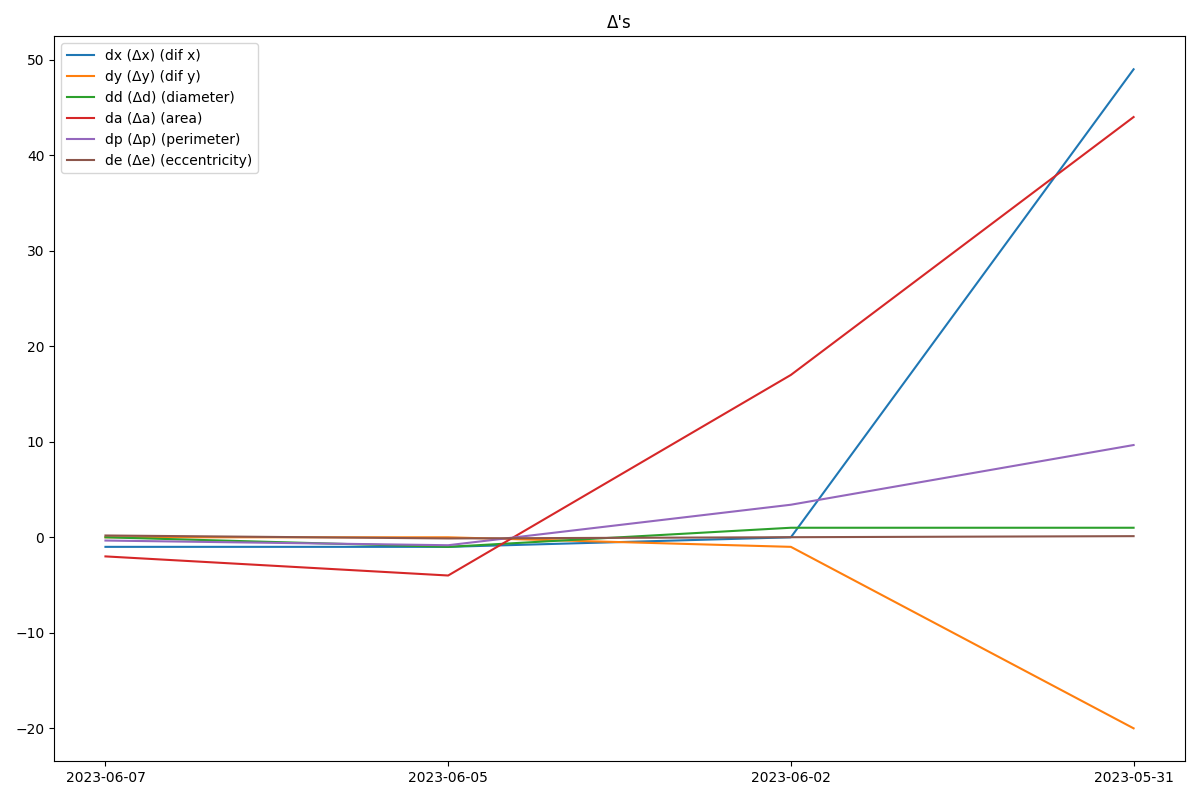 Δ's
dx (Δx) (dif x)
dy (Δy) (dif y)
dd (Δd) (diameter)
da (Δa) (area)
dp (Δp) (perimeter)
de (Δe) (eccentricity)
50
40
30
20
10
0
−10
−20
2023-06-07 2023-06-05 2023-06-02 2023-05-31